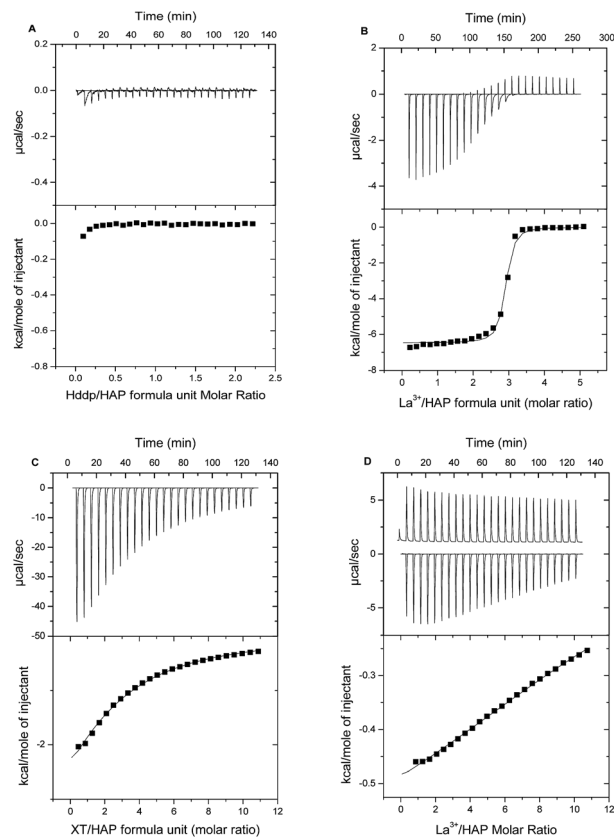 Time (min)
0 20 40 60 80 100 120 140
A
0.2
0.0
-0.2
-0.4
µcal/sec
0.0
-0.2
-0.4
-0.6
-0.8
kcal/mole of injectant
0.0 0.5 1.0 1.5 2.0 2.5
Hddp/HAP formula unit Molar Ratio
Time (min)
0 50 100 150 200 250 300
B
2
0
-2
-4
µcal/sec
0
-2
-4
-6
-8
kcal/mole of injectant
0 1 2 3 4 5
La³⁺/HAP formula unit (molar ratio)
Time (min)
0 20 40 60 80 100 120 140
C
0
-10
-20
-30
-40
-50
µcal/sec
-2
kcal/mole of injectant
0 2 4 6 8 10 12
XT/HAP formula unit (molar ratio)
Time (min)
0 20 40 60 80 100 120 140
D
5
0
-5
µcal/sec
-0.3
-0.4
-0.5
kcal/mole of injectant
0 2 4 6 8 10 12
La³⁺/HAP Molar Ratio